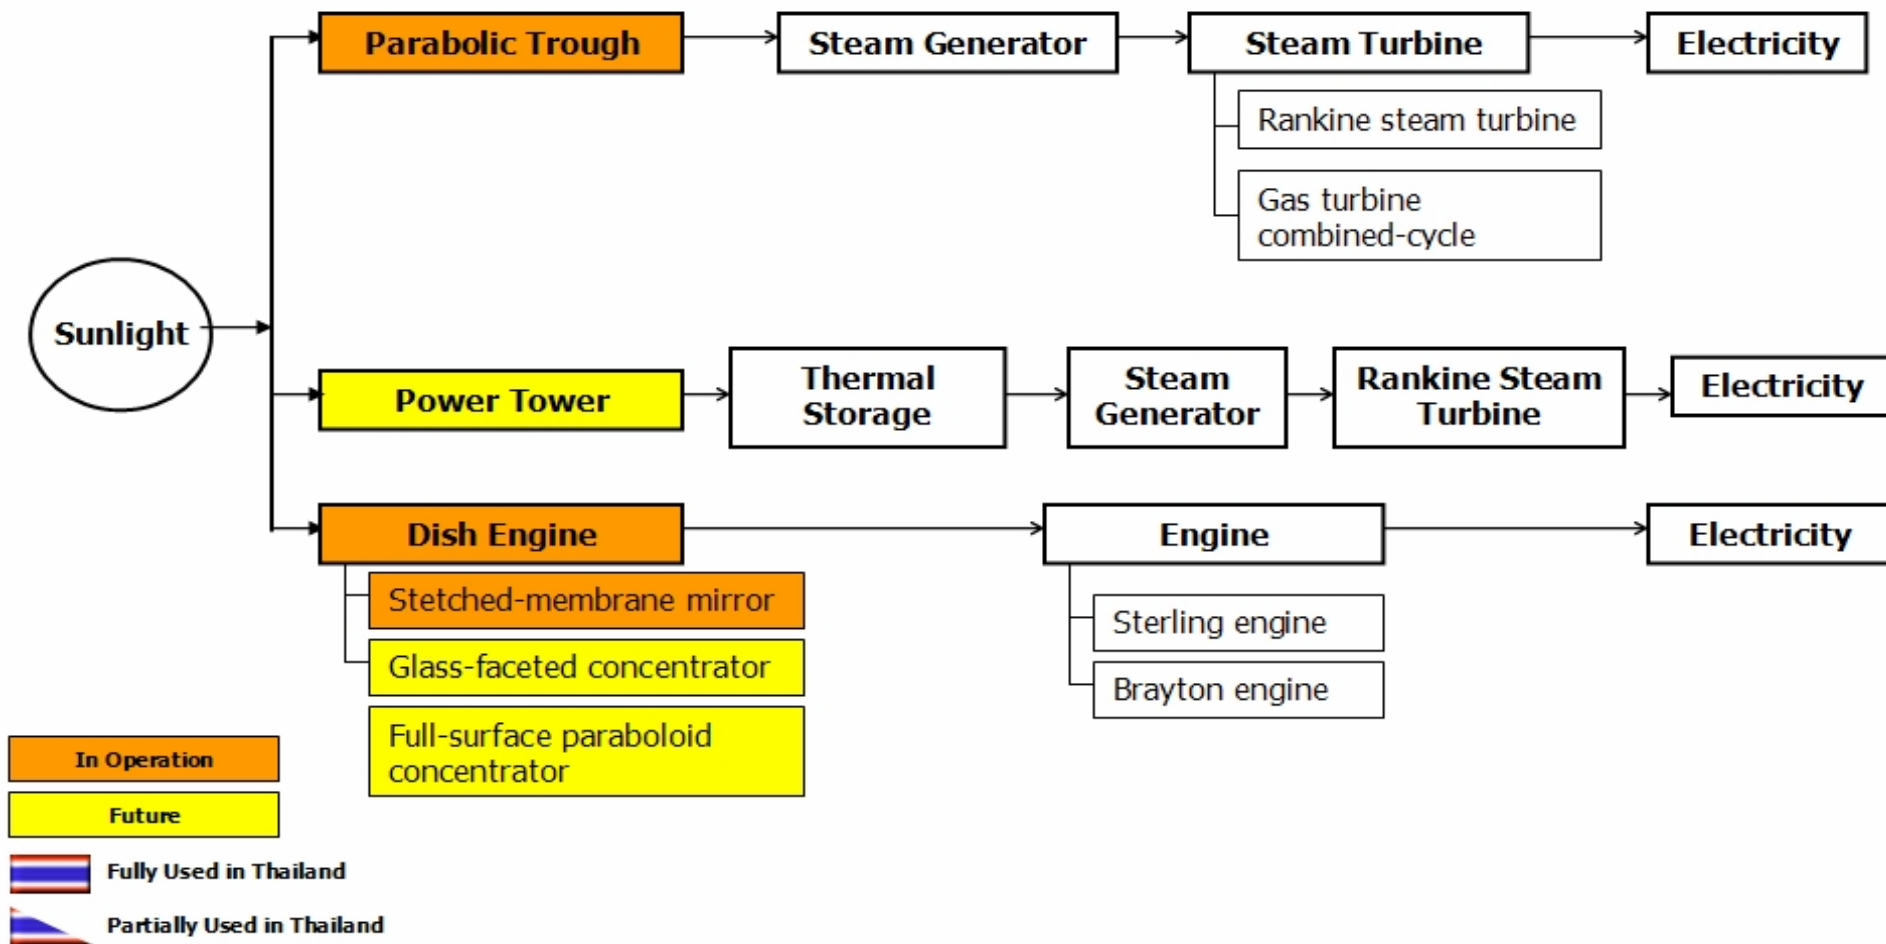 Parabolic Trough
Steam Generator
Steam Turbine
Electricity
Rankine steam turbine
Gas turbine
combined-cycle
Sunlight
Power Tower
Thermal
Storage
Steam
Generator
Rankine Steam
Turbine
Electricity
Dish Engine
Engine
Electricity
Stetched-membrane mirror
Glass-faceted concentrator
Full-surface paraboloid
concentrator
Sterling engine
Brayton engine
In Operation
Future
Fully Used in Thailand
Partially Used in Thailand